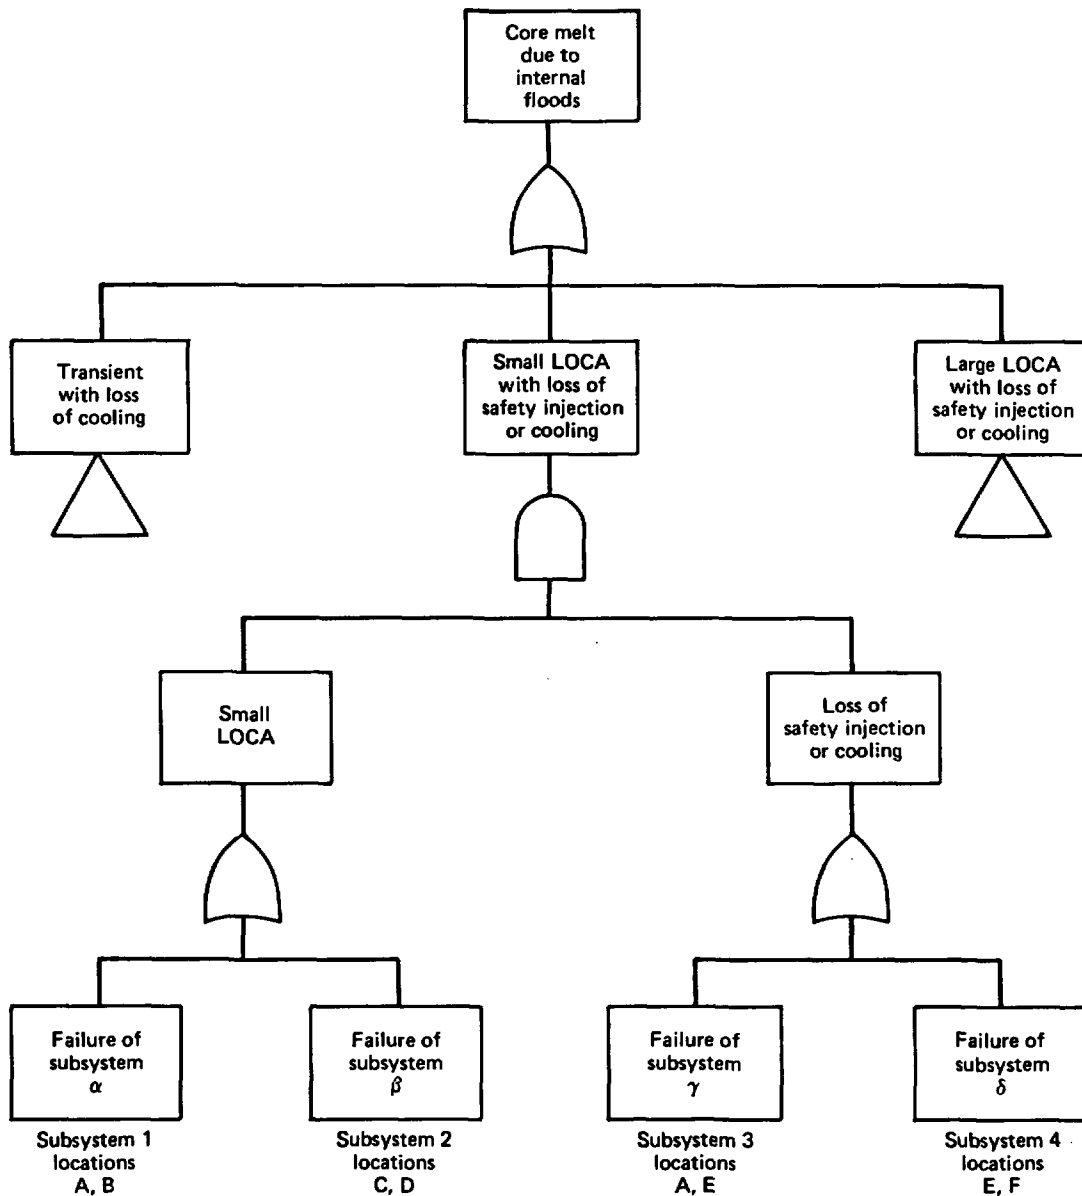 Core melt
due to
internal
floods
Transient
with loss
of cooling
Small LOCA
with loss of
safety injection
or cooling
Large LOCA
with loss of
safety injection
or cooling
Small
LOCA
Loss of
safety injection
or cooling
Failure of
subsystem
α
Failure of
subsystem
β
Failure of
subsystem
γ
Failure of
subsystem
δ
Subsystem 1
locations
A, B
Subsystem 2
locations
C, D
Subsystem 3
locations
A, E
Subsystem 4
locations
E, F